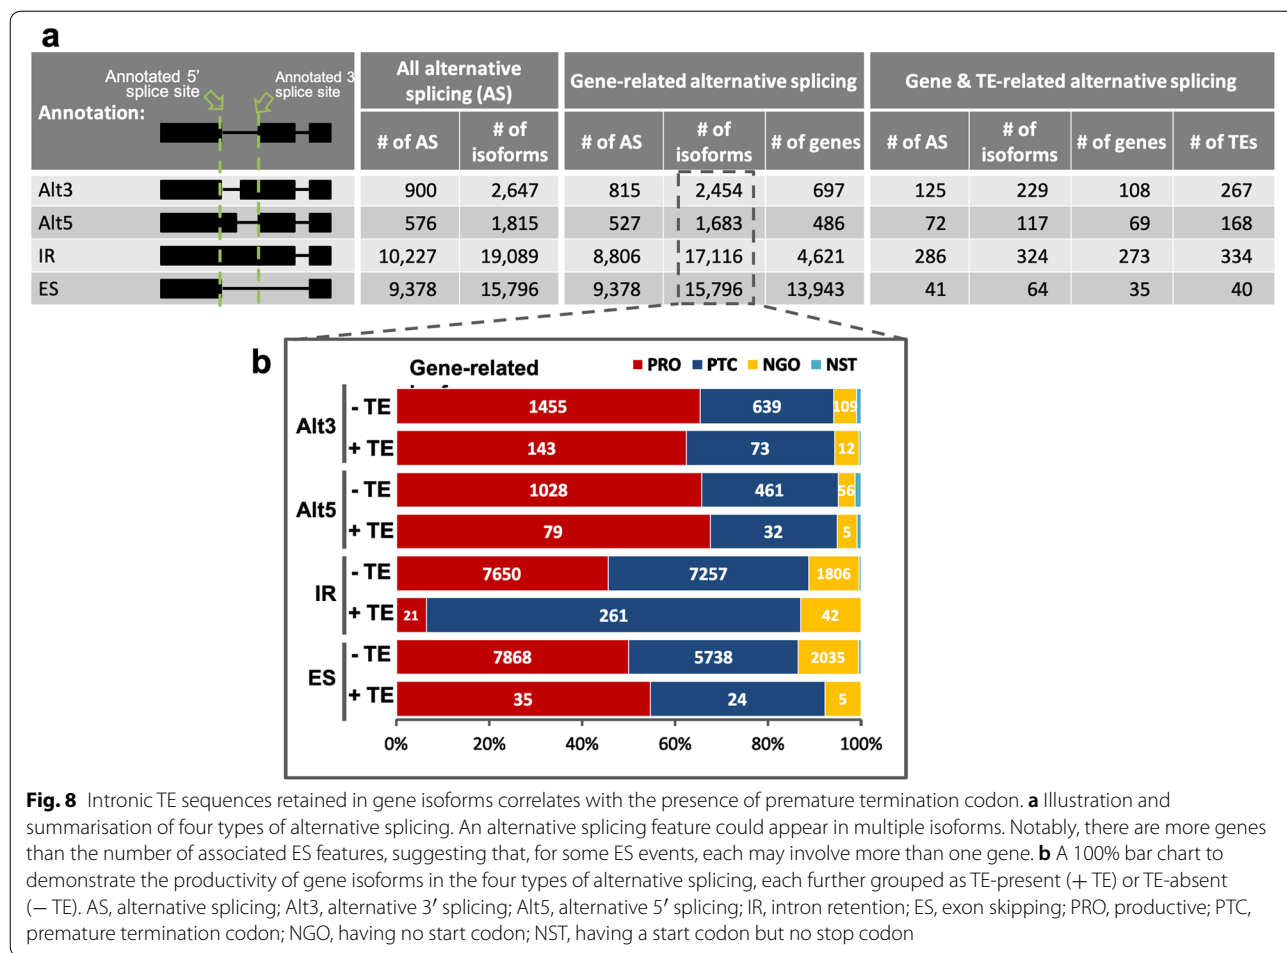 a
Annotated 5’ splice site
Annotated 3 splice site
Annotation:
All alternative splicing (AS)
Gene-related alternative splicing
Gene & TE-related alternative splicing
# of AS # of isoforms # of AS # of isoforms # of genes # of AS # of isoforms # of genes # of TEs
Alt3 900 2,647 815 2,454 697 125 229 108 267
Alt5 576 1,815 527 1,683 486 72 117 69 168
IR 10,227 19,089 8,806 17,116 4,621 286 324 273 334
ES 9,378 15,796 9,378 15,796 13,943 41 64 35 40
b
Gene-related
PRO PTC NGO NST
Alt3
- TE 1455 639 109
+ TE 143 73 12
Alt5
- TE 1028 461 56
+ TE 79 32 5
IR
- TE 7650 7257 1806
+ TE 21 261 42
ES
- TE 7868 5738 2035
+ TE 35 24 5
0% 20% 40% 60% 80% 100%
Fig. 8 Intronic TE sequences retained in gene isoforms correlates with the presence of premature termination codon. a Illustration and
summarisation of four types of alternative splicing. An alternative splicing feature could appear in multiple isoforms. Notably, there are more genes
than the number of associated ES features, suggesting that, for some ES events, each may involve more than one gene. b A 100% bar chart to
demonstrate the productivity of gene isoforms in the four types of alternative splicing, each further grouped as TE-present (+ TE) or TE-absent
(− TE). AS, alternative splicing; Alt3, alternative 3′ splicing; Alt5, alternative 5′ splicing; IR, intron retention; ES, exon skipping; PRO, productive; PTC,
premature termination codon; NGO, having no start codon; NST, having a start codon but no stop codon